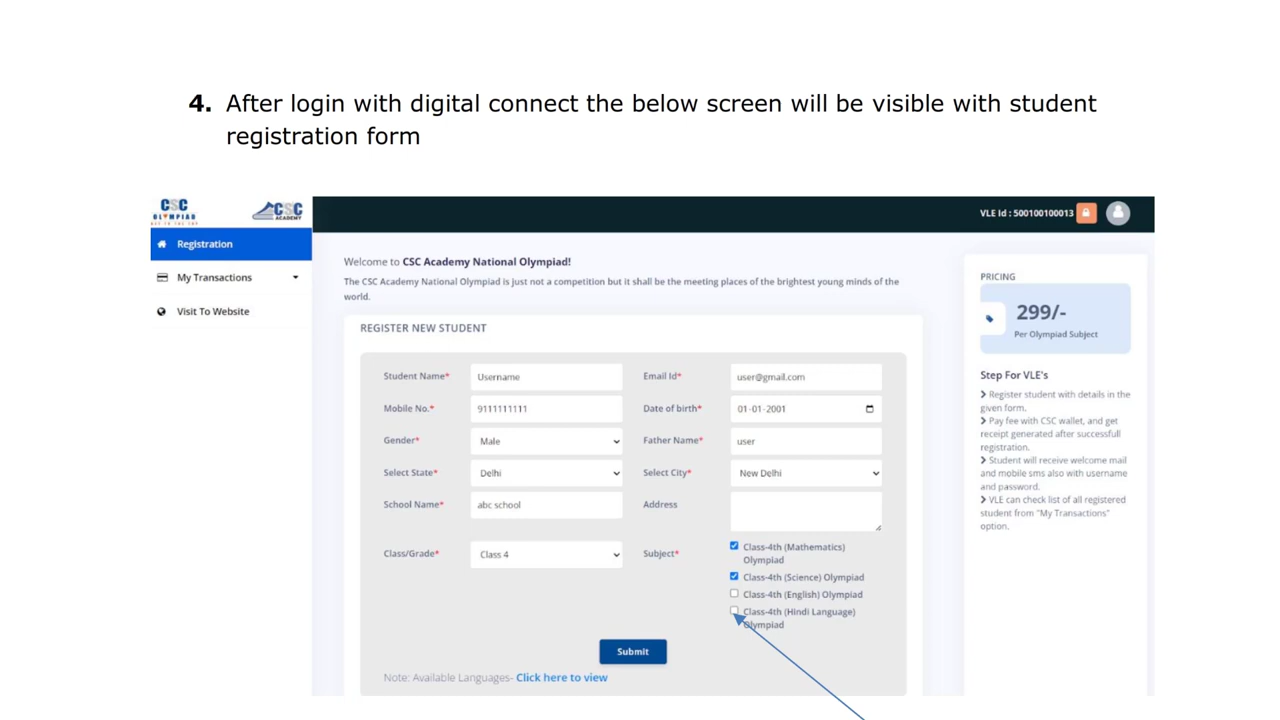 4. After login with digital connect the below screen will be visible with student
registration form
CSC
OLYMPIAD
CSC
ACADEMY
VLE Id : 500100100013
Registration
My Transactions
Visit To Website
Welcome to CSC Academy National Olympiad!
The CSC Academy National Olympiad is just not a competition but it shall be the meeting places of the brightest young minds of the
world.
REGISTER NEW STUDENT
Student Name* Username Email Id* user@gmail.com
Mobile No.* 9111111111 Date of birth* 01-01-2001
Gender* Male Father Name* user
Select State* Delhi Select City* New Delhi
School Name* abc school Address
Class/Grade* Class 4 Subject* Class-4th (Mathematics)
Olympiad
Class-4th (Science) Olympiad
Class-4th (English) Olympiad
Class-4th (Hindi Language)
Olympiad
Submit
Note: Available Languages- Click here to view
PRICING
299/-
Per Olympiad Subject
Step For VLE's
Register student with details in the
given form.
Pay fee with CSC wallet, and get
receipt generated after successful
registration.
Student will receive welcome mail
and mobile sms also with username
and password.
VLE can check list of all registered
student from "My Transactions"
option.